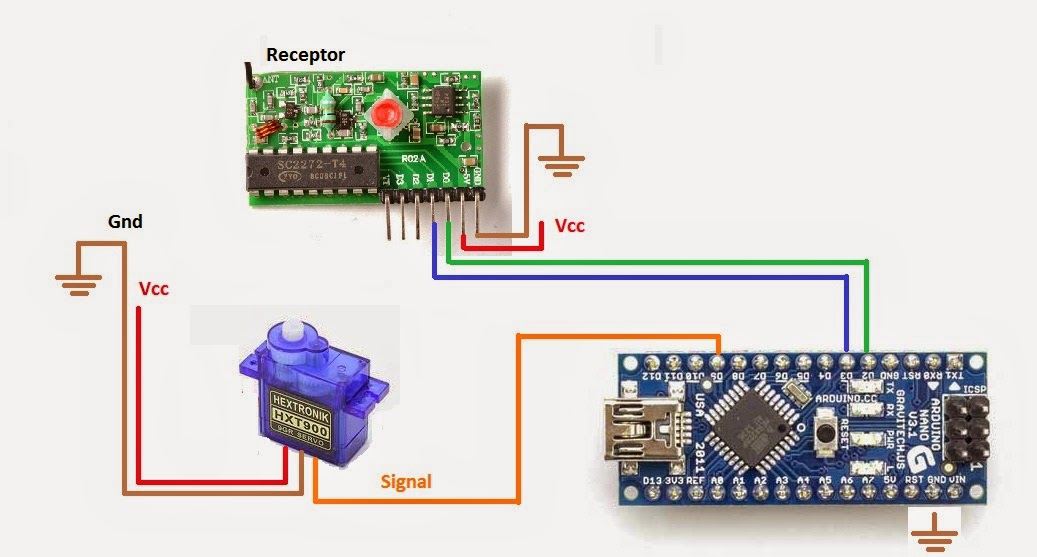 Receptor
ANT
SC2272-T4
R02A
VT
D3
D2
D1
D0
+5V
GND
Vcc
Gnd
Vcc
HEXTRONIK
HXT900
9GR SERVO
Signal
D12 D11 D10 D9 D8 D7 D6 D5 D4 D3 D2 GND RST RX0 TX1
USA
2011
ARDUINO.CC
RESET
TX
RX
PWR
L
GRAVITECH.US
ARDUINO
NANO
V3.1
G
ICSP
1
D13 3V3 REF A0 A1 A2 A3 A4 A5 A6 A7 5V RST GND VIN